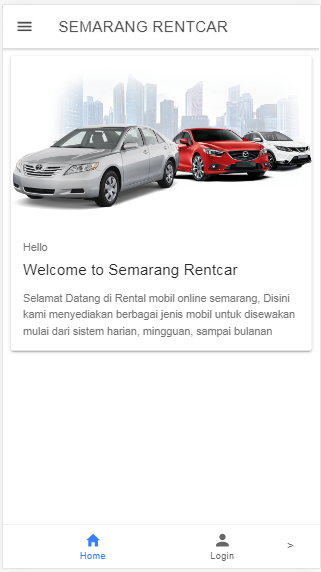 SEMARANG RENTCAR
Hello
Welcome to Semarang Rentcar
Selamat Datang di Rental mobil online semarang, Disini
kami menyediakan berbagai jenis mobil untuk disewakan
mulai dari sistem harian, mingguan, sampai bulanan
Home
Login
>